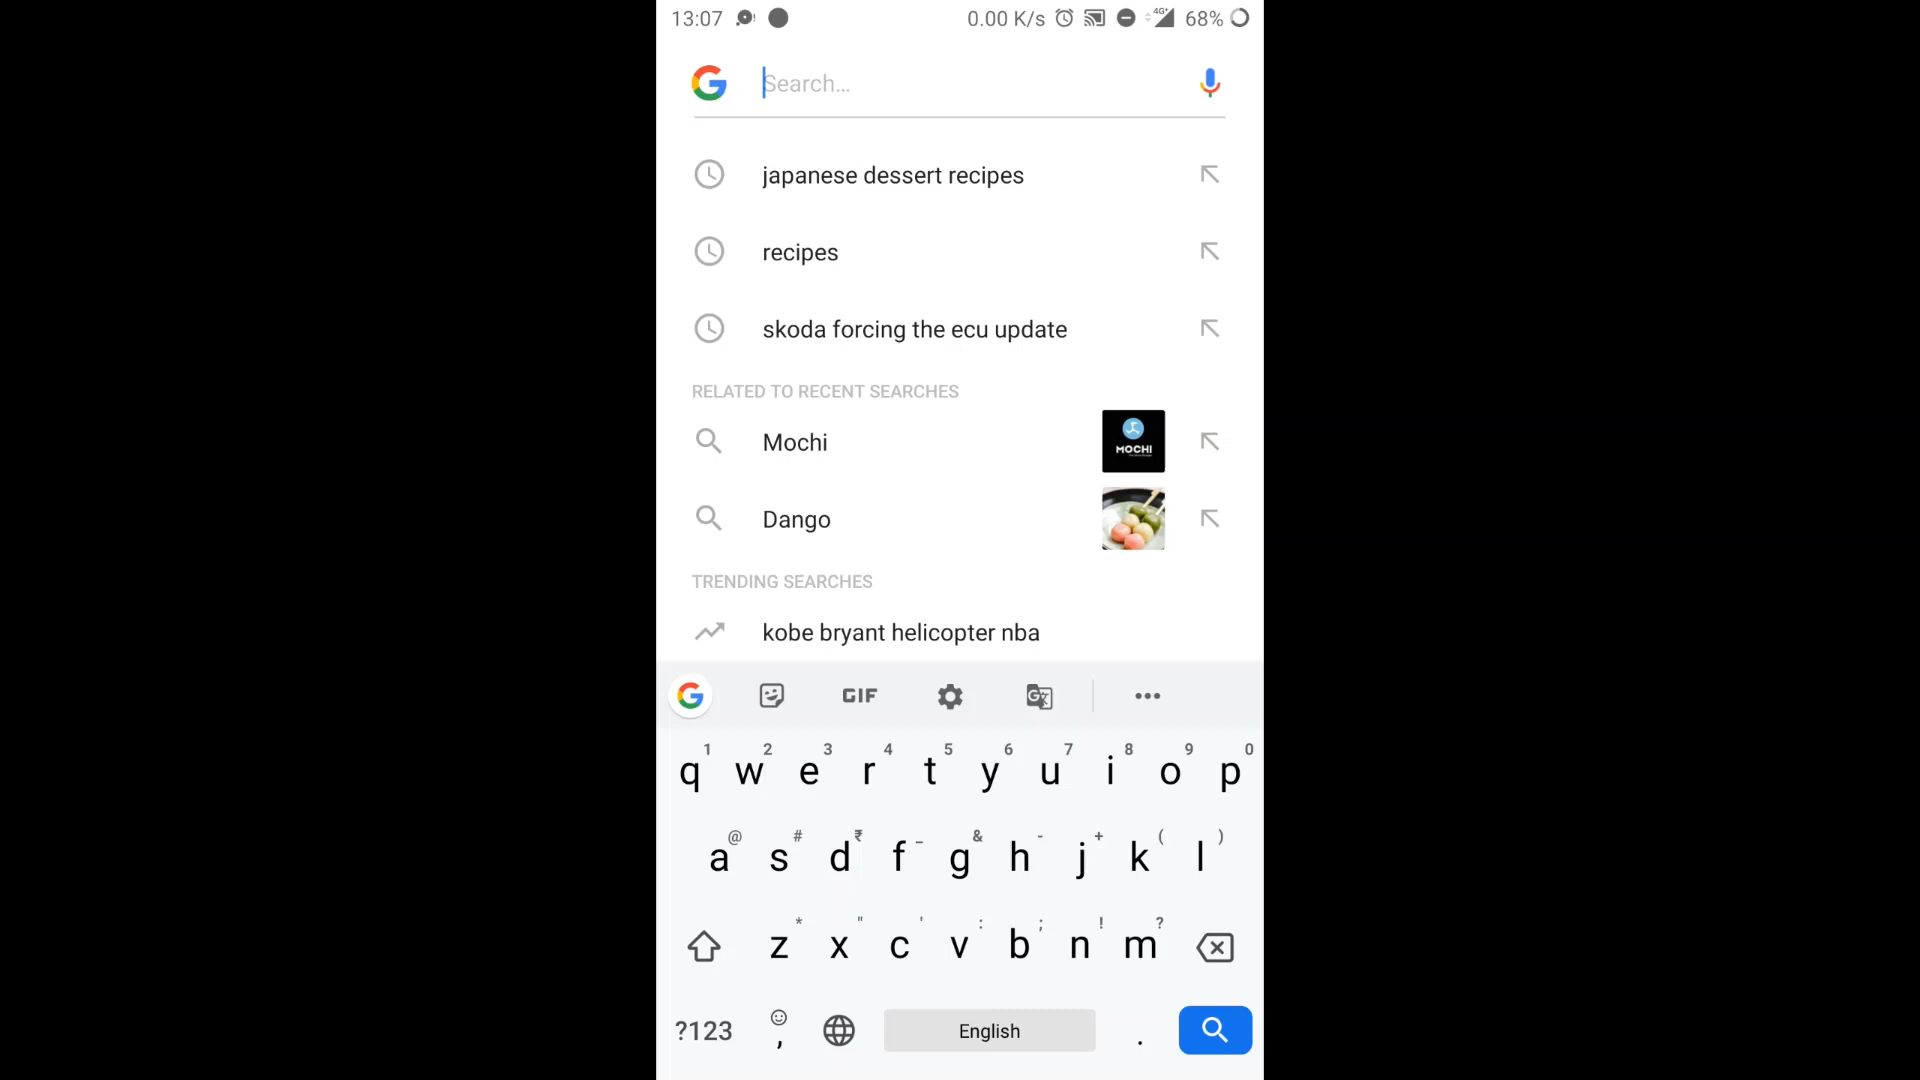 13:07 0.00 K/s 4G+ 68%
Search...
japanese dessert recipes
recipes
skoda forcing the ecu update
RELATED TO RECENT SEARCHES
Mochi
MOCHI
Dango
TRENDING SEARCHES
kobe bryant helicopter nba
GIF
1 2 3 4 5 6 7 8 9 0
q w e r t y u i o p
@ # ₹ _ & - + ( )
a s d f g h j k l
* " ' : ; ! ?
z x c v b n m
?123 , English .